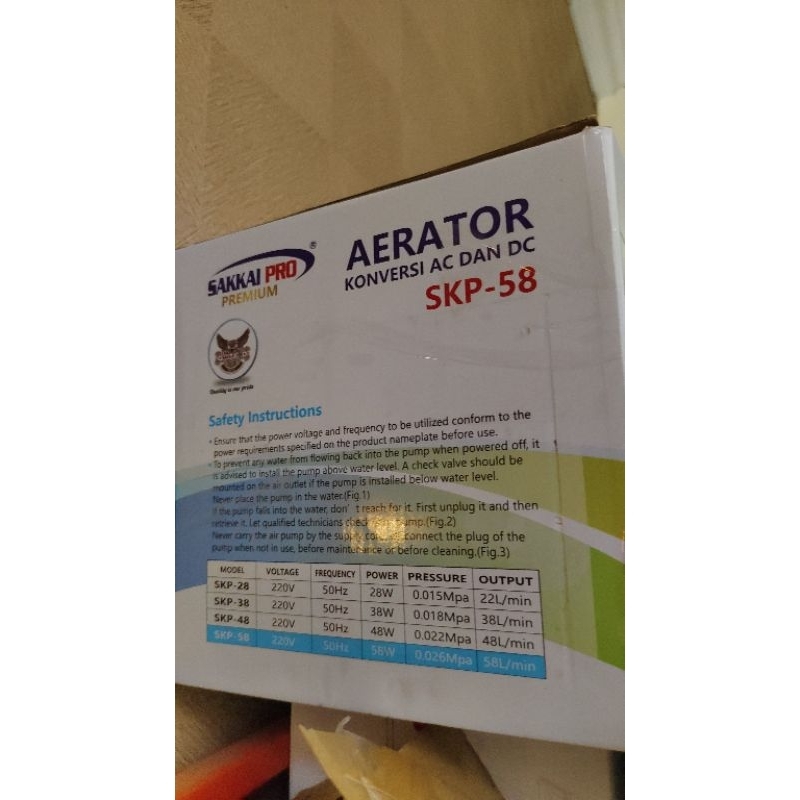 SAKKAI PRO ®
PREMIUM
AERATOR
KONVERSI AC DAN DC
SKP-58
Safety Instructions
• Ensure that the power voltage and frequency to be utilized conform to the
power requirements specified on the product nameplate before use.
• To prevent any water from flowing back into the pump when powered off, it
is advised to install the pump above water level. A check valve should be
mounted on the air outlet if the pump is installed below water level.
Never place the pump in the water.(Fig.1)
If the pump falls into the water, don't reach for it. First unplug it and then
retrieve it. Let qualified technicians check pump.(Fig.2)
Never carry the air pump by the supply connect the plug of the
pump when not in use, before maintenance or before cleaning.(Fig.3)
MODEL VOLTAGE FREQUENCY POWER PRESSURE OUTPUT
SKP-28 220V 50Hz 28W 0.015Mpa 22L/min
SKP-38 220V 50Hz 38W 0.018Mpa 38L/min
SKP-48 220V 50Hz 48W 0.022Mpa 48L/min
SKP-58 220V 50Hz 58W 0.026Mpa 58L/min